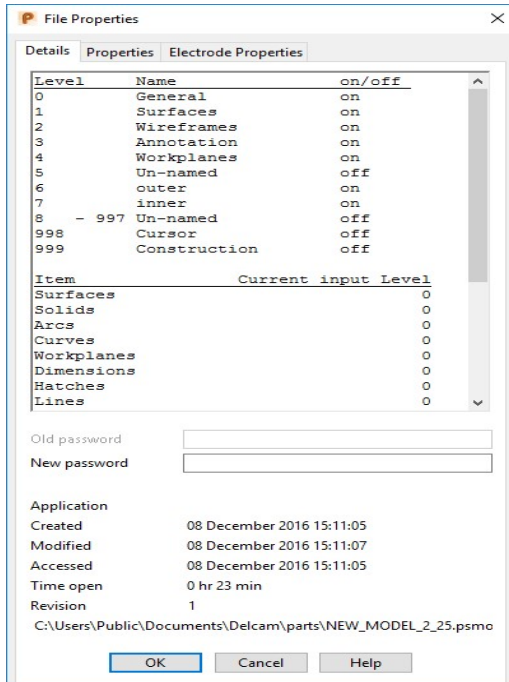 File Properties
Details Properties Electrode Properties
Level Name on/off
0 General on
1 Surfaces on
2 Wireframes on
3 Annotation on
4 Workplanes on
5 Un-named off
6 outer on
7 inner on
8 - 997 Un-named off
998 Cursor off
999 Construction off
Item Current input Level
Surfaces 0
Solids 0
Arcs 0
Curves 0
Workplanes 0
Dimensions 0
Hatches 0
Lines 0
Old password
New password
Application
Created 08 December 2016 15:11:05
Modified 08 December 2016 15:11:07
Accessed 08 December 2016 15:11:05
Time open 0 hr 23 min
Revision 1
C:\Users\Public\Documents\Delcam\parts\NEW_MODEL_2_25.psmo
OK Cancel Help